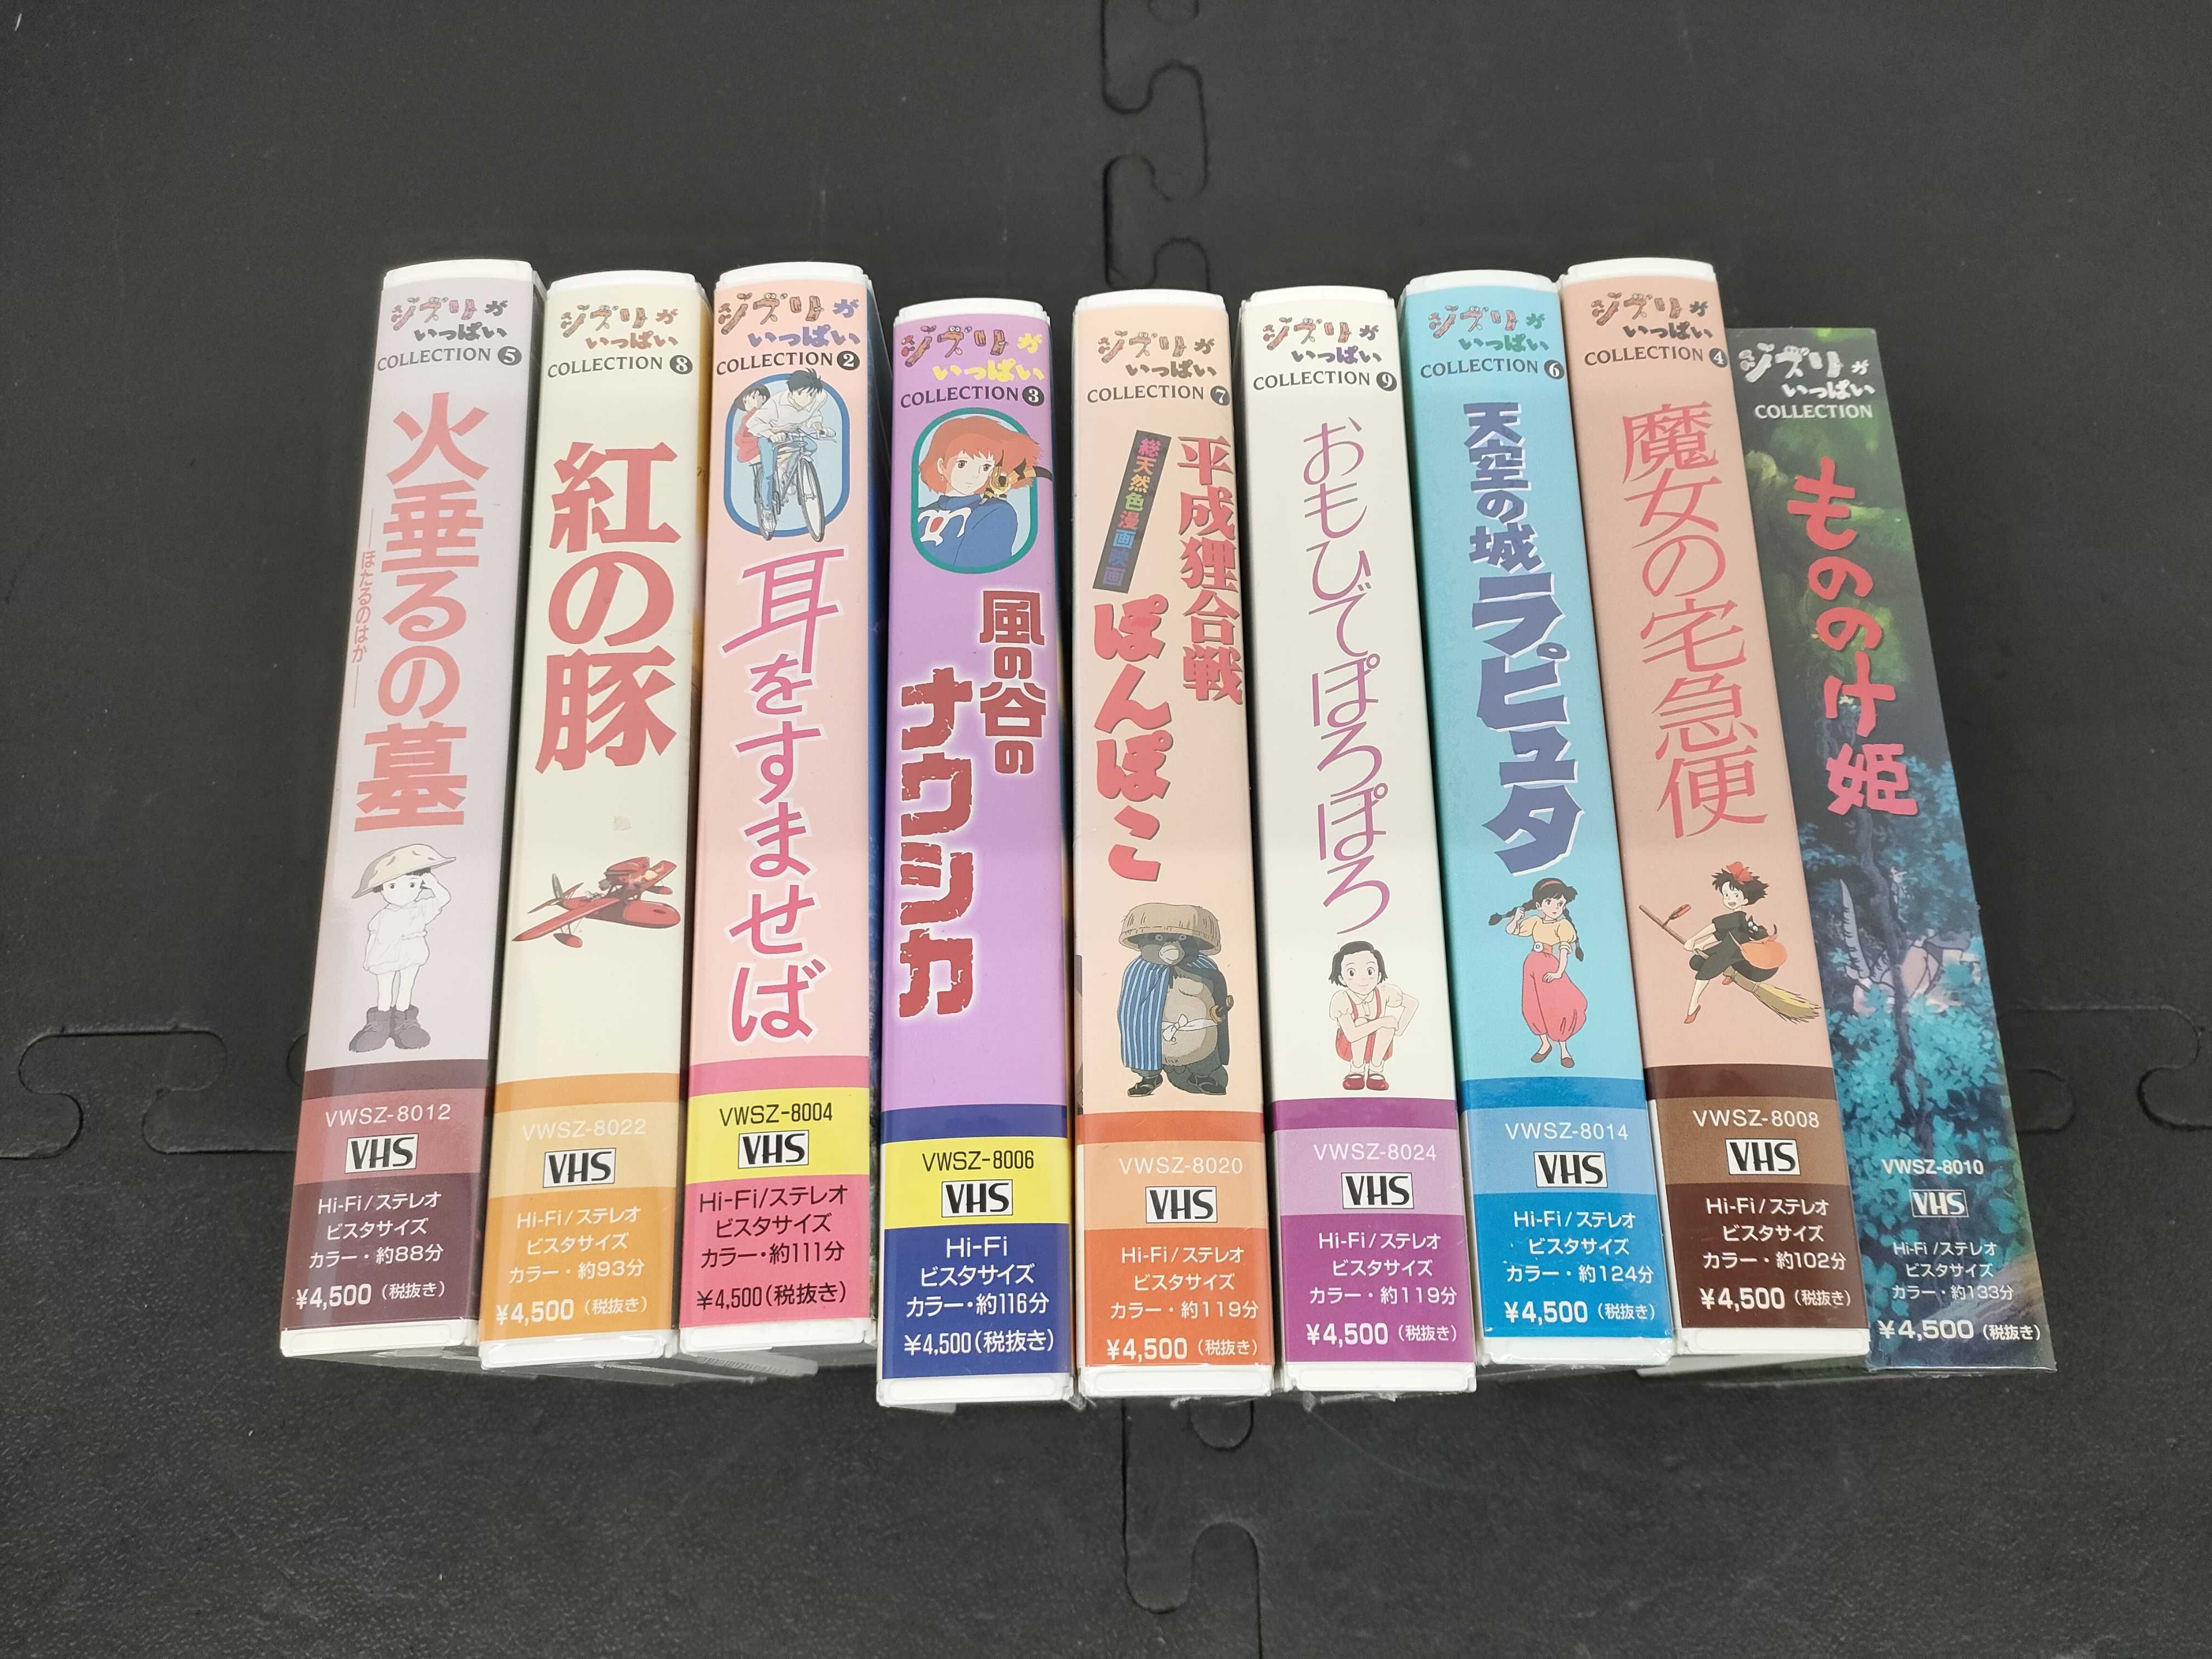 ジブリが
いっぱい
COLLECTION 5
火垂るの墓
ほたるのはか
VWSZ-8012
VHS
Hi-Fi/ステレオ
ビスタサイズ
カラー・約88分
¥4,500(税抜き)
ジブリが
いっぱい
COLLECTION 8
紅の豚
VWSZ-8022
VHS
Hi-Fi/ステレオ
ビスタサイズ
カラー・約93分
¥4,500(税抜き)
ジブリが
いっぱい
COLLECTION 2
耳をすませば
VWSZ-8004
VHS
Hi-Fi/ステレオ
ビスタサイズ
カラー・約111分
¥4,500(税抜き)
ジブリが
いっぱい
COLLECTION 3
風の谷の
ナウシカ
VWSZ-8006
VHS
Hi-Fi
ビスタサイズ
カラー・約116分
¥4,500(税抜き)
ジブリが
いっぱい
COLLECTION 7
総天然色漫画映画
平成狸合戦
ぽんぽこ
VWSZ-8020
VHS
Hi-Fi/ステレオ
ビスタサイズ
カラー・約119分
¥4,500(税抜き)
ジブリが
いっぱい
COLLECTION 9
おもひでぽろぽろ
VWSZ-8024
VHS
Hi-Fi/ステレオ
ビスタサイズ
カラー・約119分
¥4,500(税抜き)
ジブリが
いっぱい
COLLECTION 6
天空の城
ラピュタ
VWSZ-8014
VHS
Hi-Fi/ステレオ
ビスタサイズ
カラー・約124分
¥4,500(税抜き)
ジブリが
いっぱい
COLLECTION 4
魔女の宅急便
VWSZ-8008
VHS
Hi-Fi/ステレオ
ビスタサイズ
カラー・約102分
¥4,500(税抜き)
ジブリが
いっぱい
COLLECTION
もののけ姫
VWSZ-8010
VHS
Hi-Fi/ステレオ
ビスタサイズ
カラー・約133分
¥4,500(税抜き)